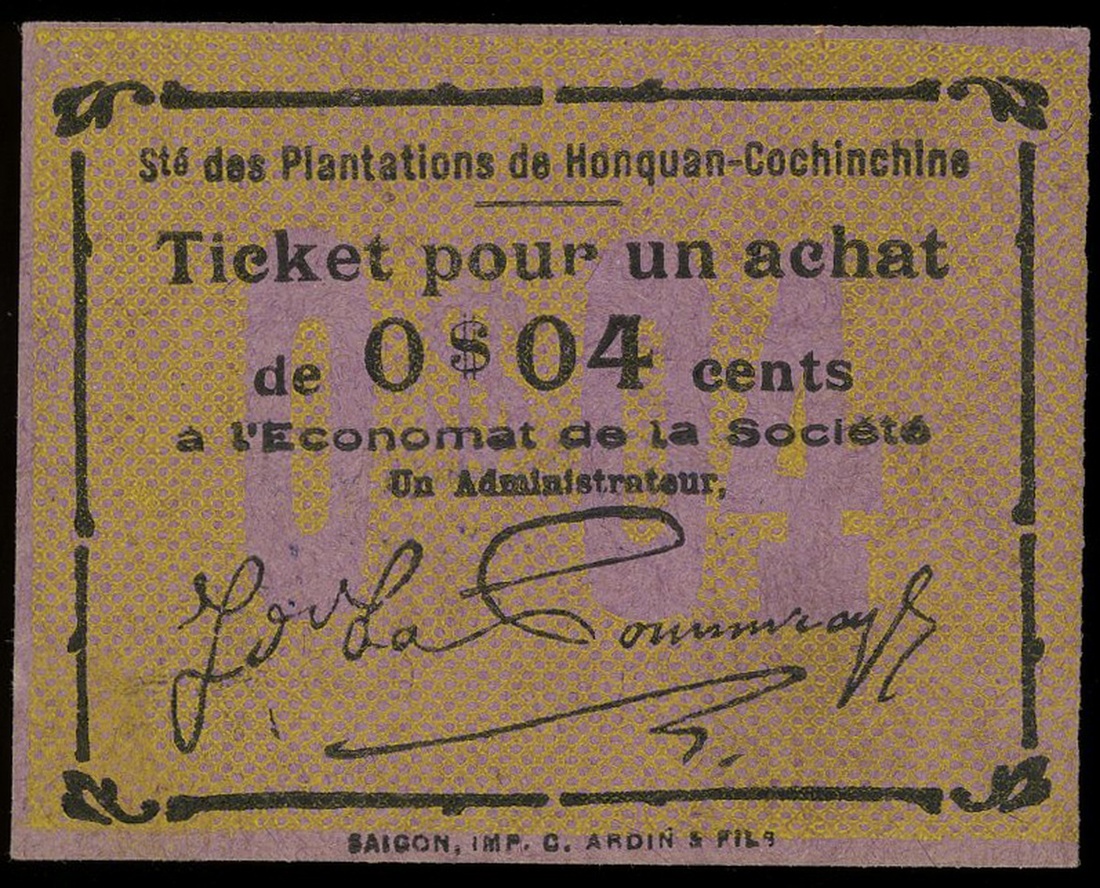 Sté des Plantations de Honquan-Cochinchine
Ticket pour un achat
de 0$04 cents
à l'Economat de la Société
Un Administrateur,
SAIGON, IMP. C. ARDIN & FILS